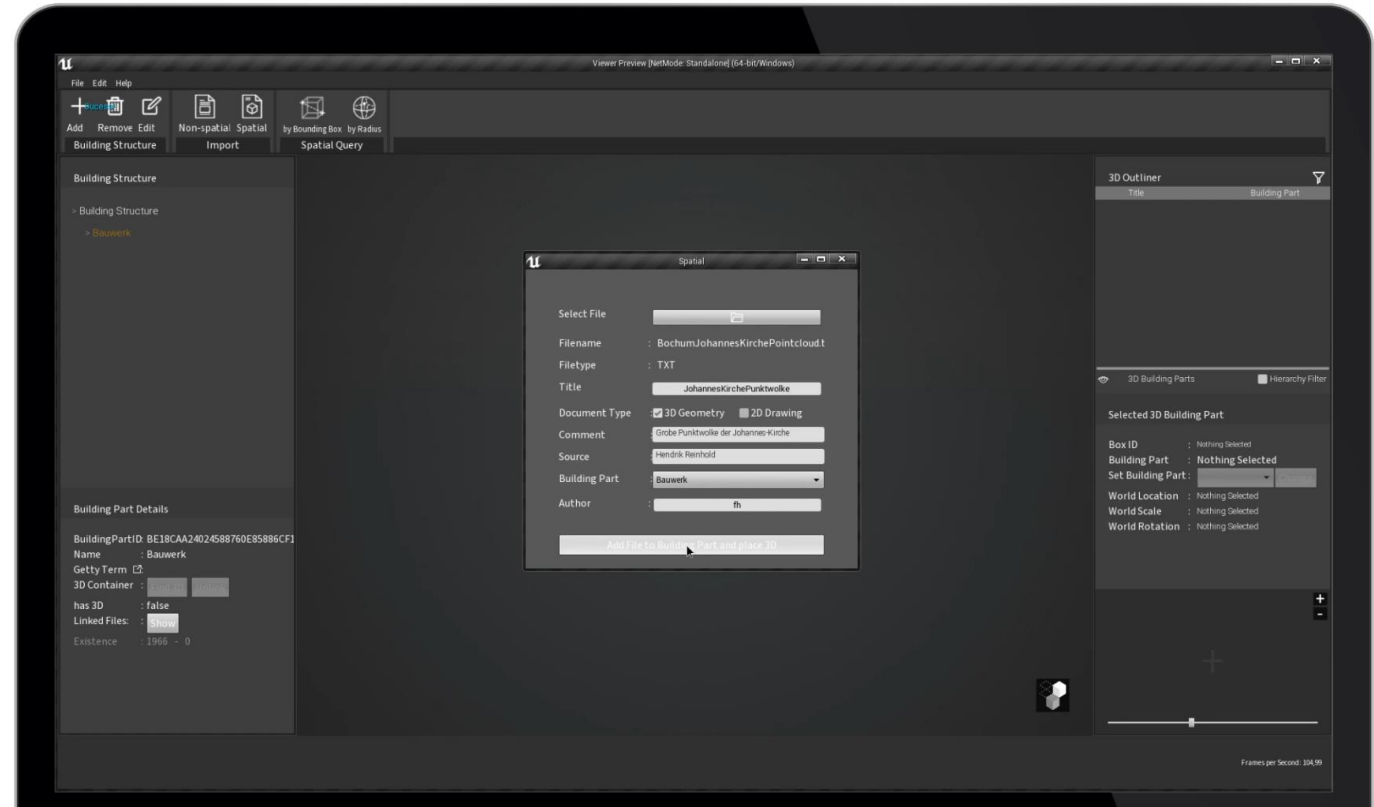 Viewer Preview [NetMode: Standalone] (64-bit/Windows)
File Edit Help
Add Remove Edit Non-spatial Spatial by Bounding Box by Radius
Building Structure Import Spatial Query
Building Structure
> Building Structure
> Bauwerk
Building Part Details
BuildingPartID: BE18CAA24024588760E85886CF1
Name : Bauwerk
Getty Term :
3D Container :
has 3D : false
Linked Files: : Show
Existence : 1966 - 0
Spatial
Select File
Filename : BochumJohannesKirchePointcloud.t
Filetype : TXT
Title JohannesKirchePunktwolke
Document Type : 3D Geometry 2D Drawing
Comment : Grobe Punktwolke der Johannes-Kirche
Source : Hendrik Reinhold
Building Part : Bauwerk
Author : fh
Add File to Building Part and place 3D
3D Outliner
Title Building Part
3D Building Parts Hierarchy Filter
Selected 3D Building Part
Box ID : Nothing Selected
Building Part : Nothing Selected
Set Building Part :
World Location : Nothing Selected
World Scale : Nothing Selected
World Rotation : Nothing Selected
+
-
Frames per Second: 104,99